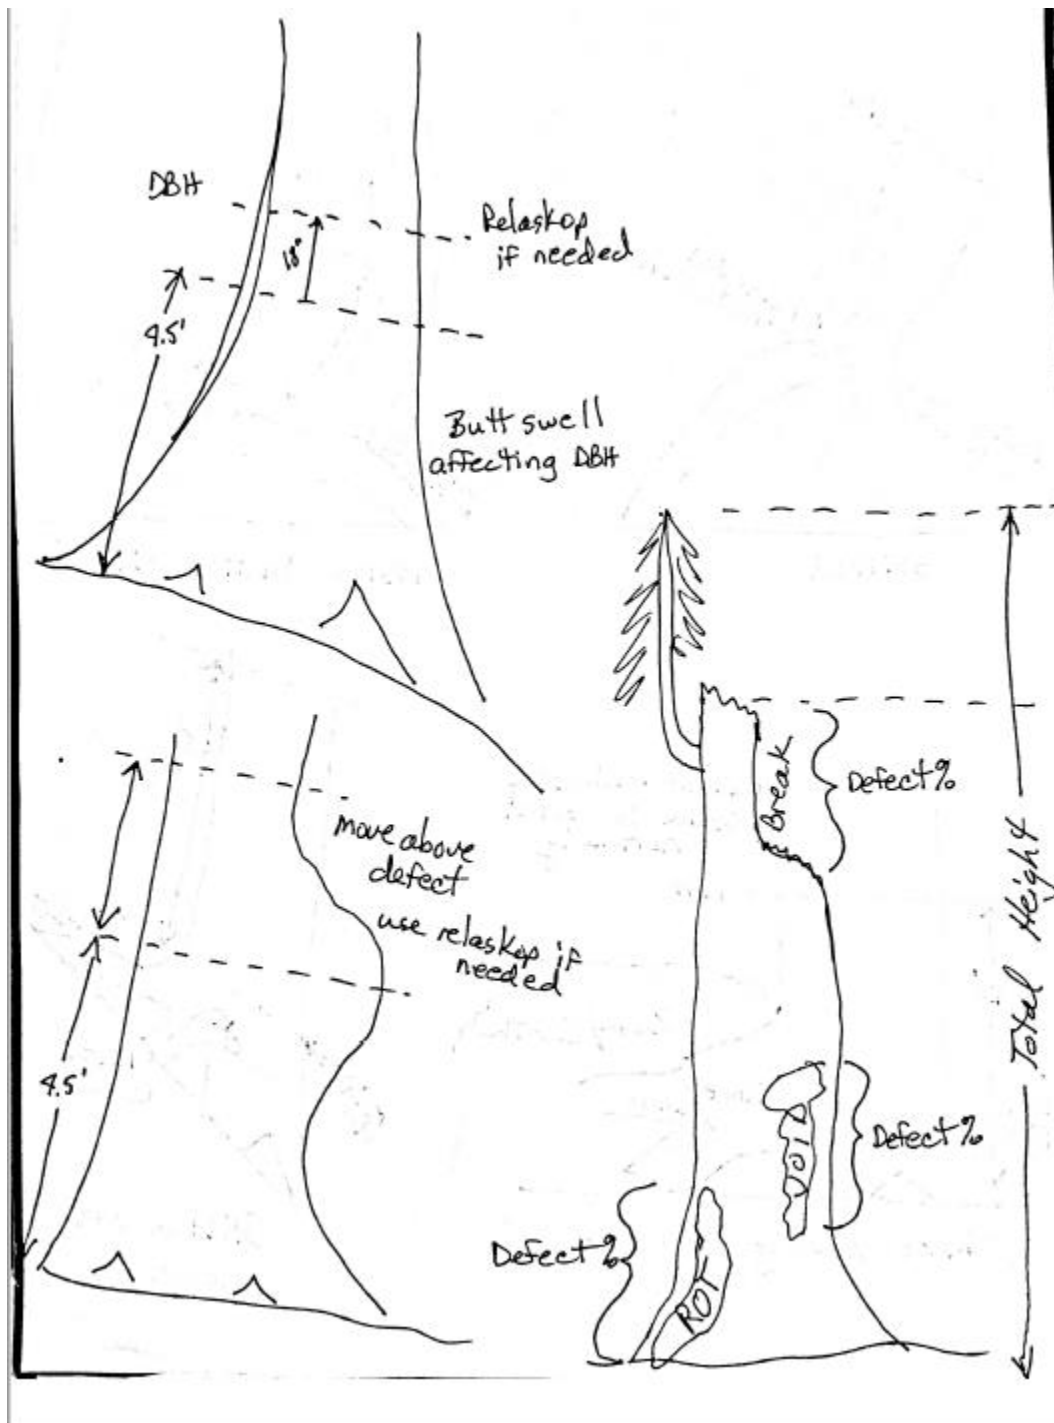 DBH
Relaskop
if needed
18"
4.5'
Butt swell
affecting DBH
Break
Defect %
move above
defect
use relaskop if
needed
Total Height
4.5'
VOID
Defect %
Defect %
ROT